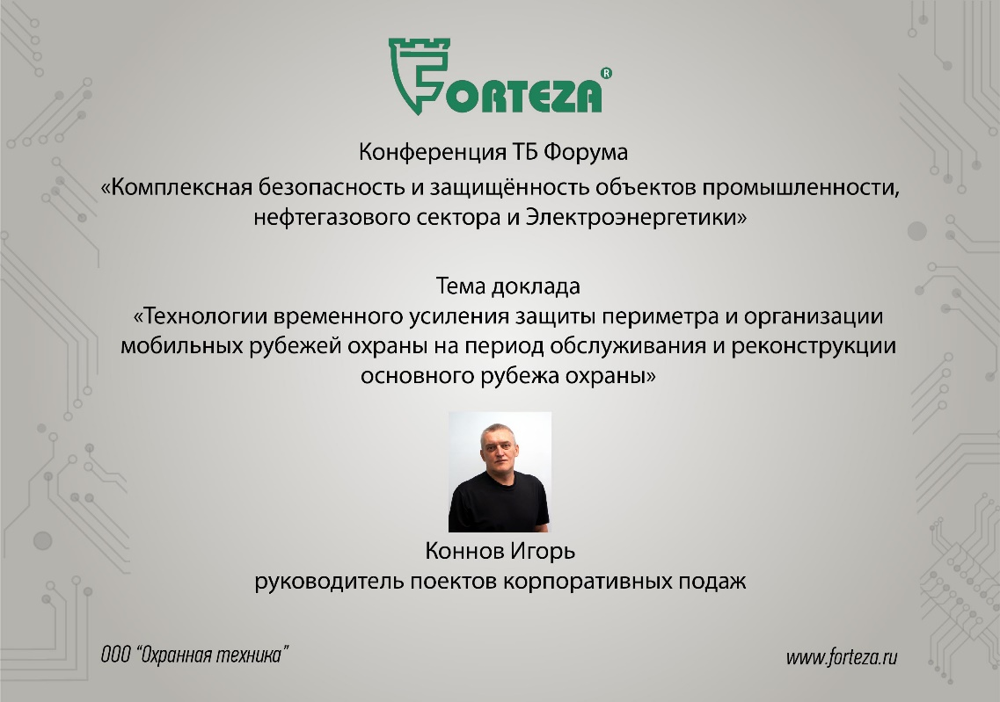 FORTEZA®
Конференция ТБ Форума
«Комплексная безопасность и защищённость объектов промышленности,
нефтегазового сектора и Электроэнергетики»
Тема доклада
«Технологии временного усиления защиты периметра и организации
мобильных рубежей охраны на период обслуживания и реконструкции
основного рубежа охраны»
Коннов Игорь
руководитель поектов корпоративных подаж
ООО "Охранная техника"
www.forteza.ru